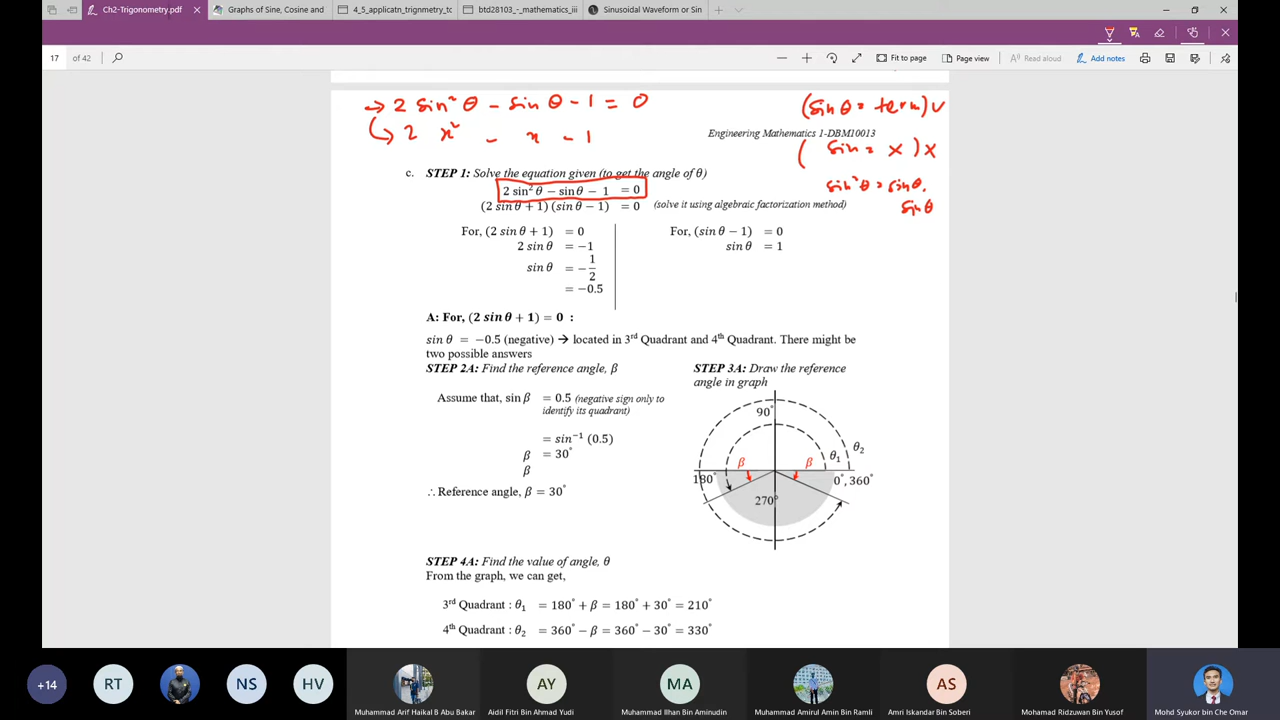 Ch2-Trigonometry.pdf
Graphs of Sine, Cosine and
4_5_applicatn_trignmetry_to
btd28103_-_mathematics_iii
Sinusoidal Waveform or Sin
17 of 42
Fit to page
Page view
Read aloud
Add notes
→ 2 sin² θ - sin θ - 1 = 0
↳ 2 x² - x - 1
(sin θ = term) ✓
Engineering Mathematics 1-DBM10013
( sin = x ) x
sin² θ = sin θ.
sin θ
c. STEP 1: Solve the equation given (to get the angle of θ)
2 sin² θ − sin θ − 1 = 0
(2 sin θ + 1) (sin θ − 1) = 0 (solve it using algebraic factorization method)
For, (2 sin θ + 1) = 0
2 sin θ = −1
sin θ = − 1/2
= −0.5
For, (sin θ − 1) = 0
sin θ = 1
A: For, (2 sin θ + 1) = 0 :
sin θ = −0.5 (negative) → located in 3rd Quadrant and 4th Quadrant. There might be
two possible answers
STEP 2A: Find the reference angle, β
Assume that, sin β = 0.5 (negative sign only to
identify its quadrant)
= sin⁻¹ (0.5)
β = 30°
β
∴ Reference angle, β = 30°
STEP 3A: Draw the reference
angle in graph
90°
θ₂
θ₁
β β
180° 0°, 360°
270°
STEP 4A: Find the value of angle, θ
From the graph, we can get,
3rd Quadrant : θ₁ = 180° + β = 180° + 30° = 210°
4th Quadrant : θ₂ = 360° − β = 360° − 30° = 330°
+14
RT
NS
HV
AY
MA
AS
Muhammad Arif Haikal B Abu Bakar
Aidil Fitri Bin Ahmad Yudi
Muhammad Ilhan Bin Aminudin
Muhammad Amirul Amin Bin Ramli
Amri Iskandar Bin Soberi
Mohamad Ridzuwan Bin Yusof
Mohd Syukor bin Che Omar